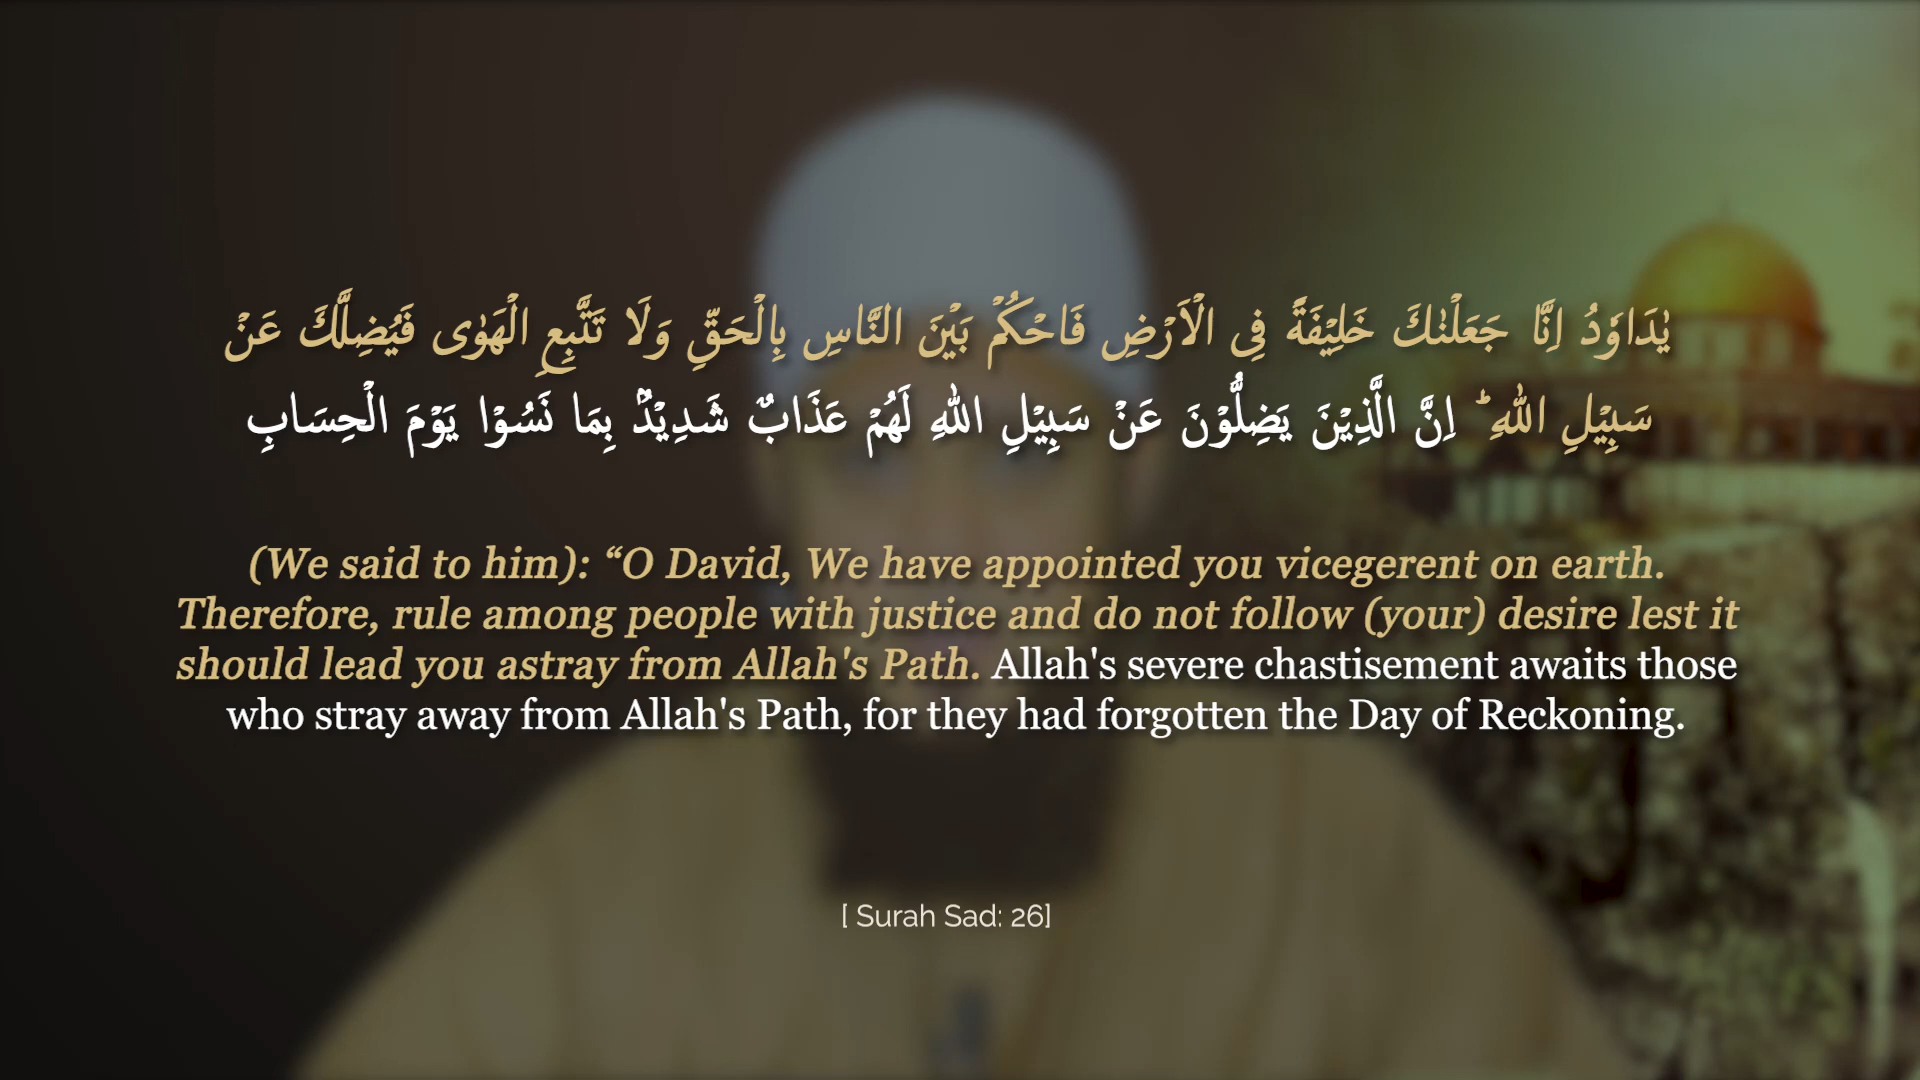 يٰدَاوٗدُ اِنَّا جَعَلْنٰكَ خَلِيْفَةً فِى الْاَرْضِ فَاحْكُمْ بَيْنَ النَّاسِ بِالْحَقِّ وَلَا تَتَّبِعِ الْهَوٰى فَيُضِلَّكَ عَنْ
سَبِيْلِ اللّٰهِ ؕ اِنَّ الَّذِيْنَ يَضِلُّوْنَ عَنْ سَبِيْلِ اللّٰهِ لَهُمْ عَذَابٌ شَدِيْدٌۢ بِمَا نَسُوْا يَوْمَ الْحِسَابِ
(We said to him): “O David, We have appointed you vicegerent on earth.
Therefore, rule among people with justice and do not follow (your) desire lest it
should lead you astray from Allah's Path. Allah's severe chastisement awaits those
who stray away from Allah's Path, for they had forgotten the Day of Reckoning.
[ Surah Sad: 26]